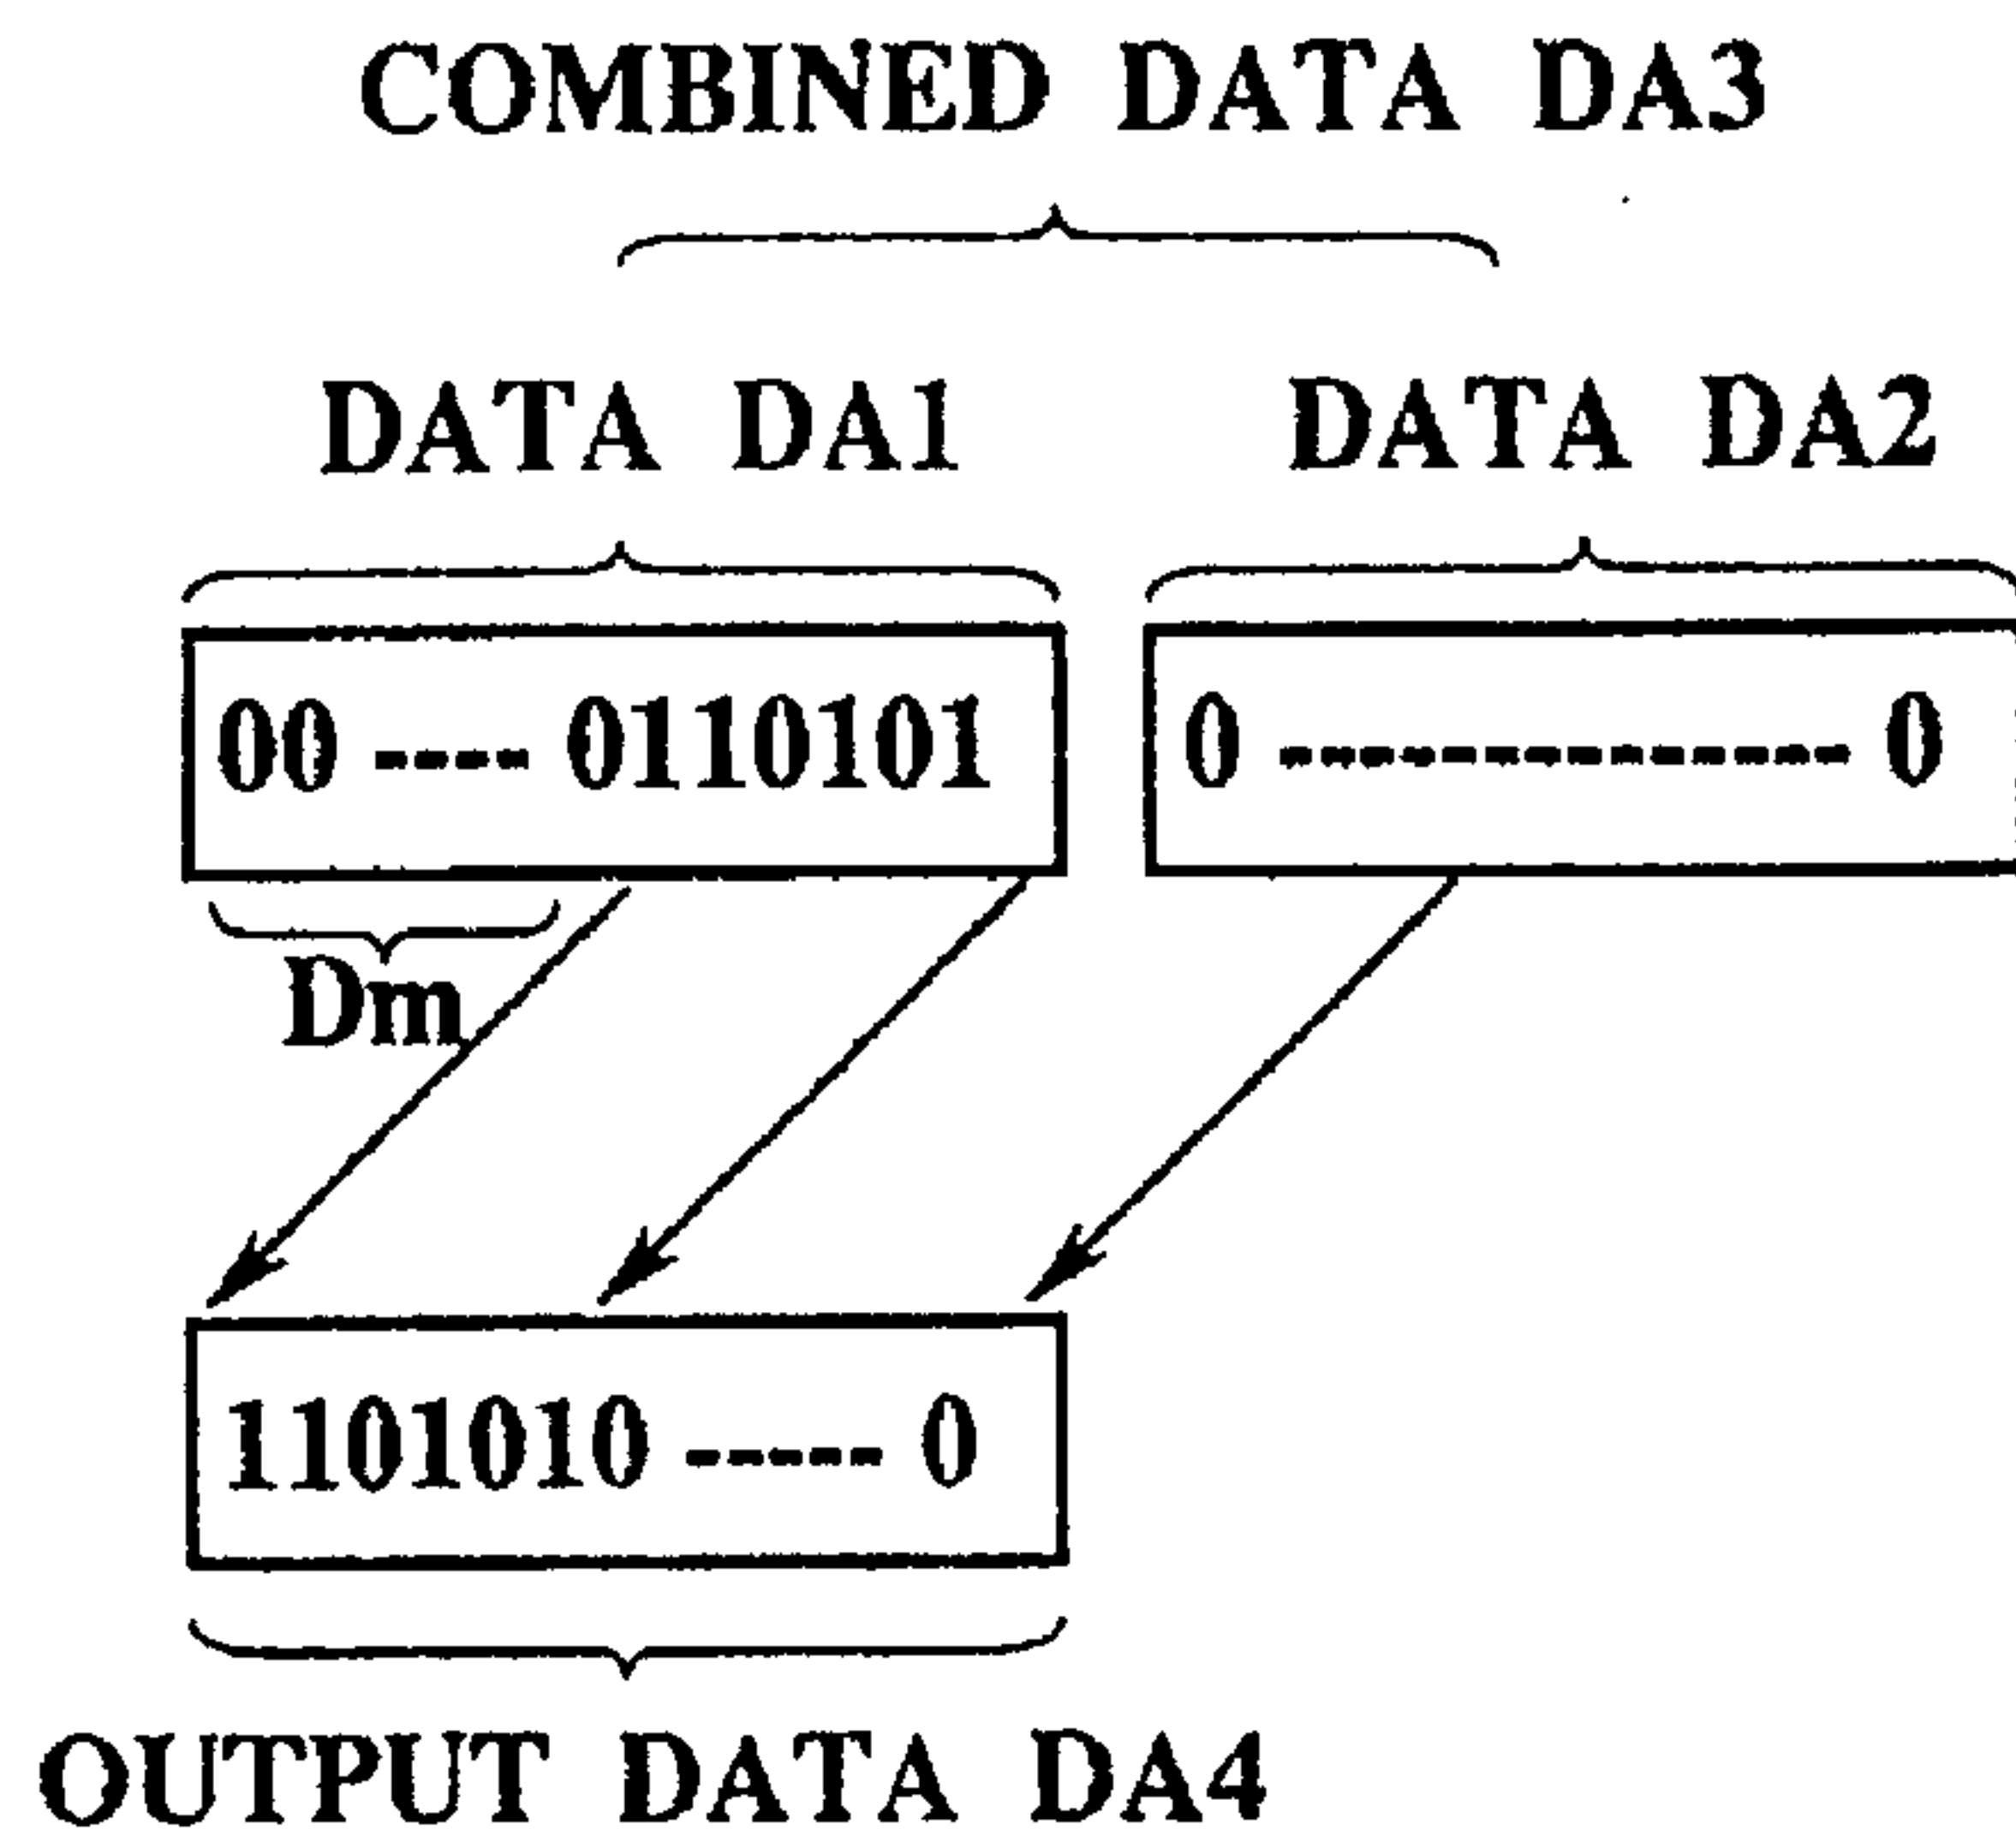 COMBINED DATA DA3
DATA DA1 DATA DA2
00 ---- 0110101 0 -------------- 0
Dm
1101010 ----- 0
OUTPUT DATA DA4